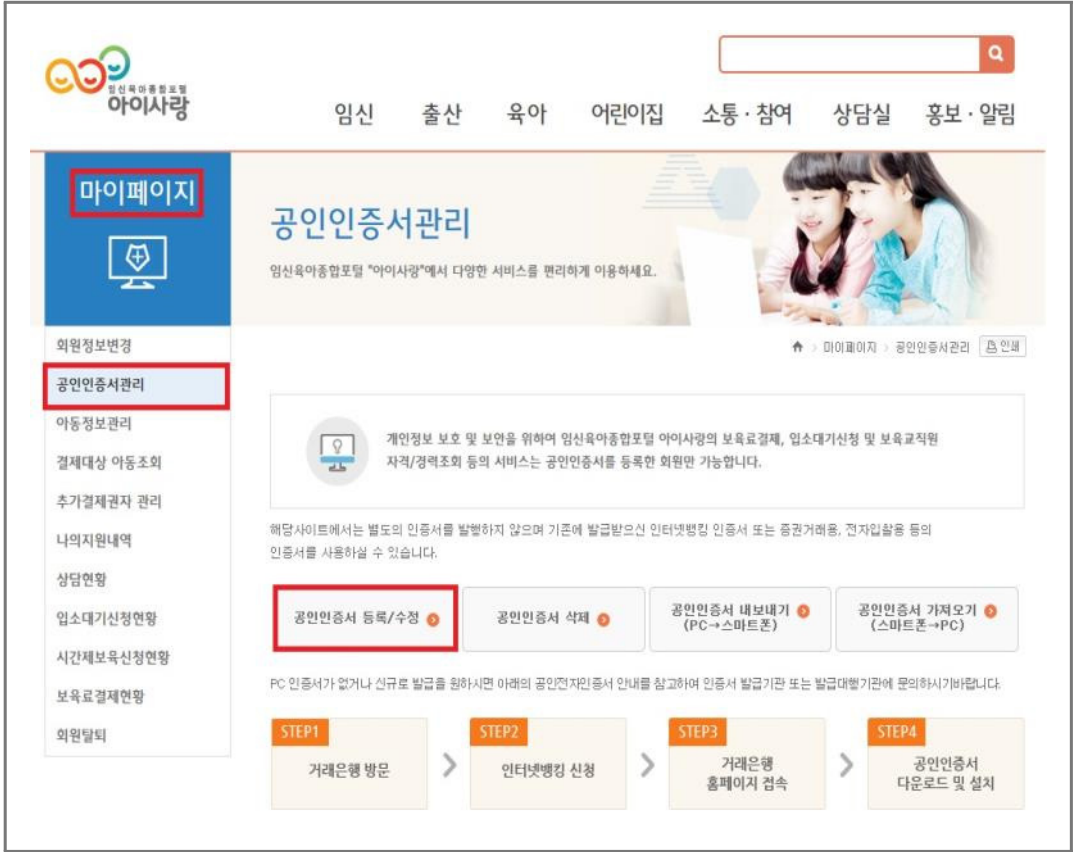 임신육아종합포털
아이사랑
임신 출산 육아 어린이집 소통·참여 상담실 홍보·알림
마이페이지
공인인증서관리
임신육아종합포털 "아이사랑"에서 다양한 서비스를 편리하게 이용하세요.
마이페이지 > 공인인증서관리 인쇄
회원정보변경
공인인증서관리
아동정보관리
결제대상 아동조회
추가결제권자 관리
나의지원내역
상담현황
입소대기신청현황
시간제보육신청현황
보육료결제현황
회원탈퇴
개인정보 보호 및 보안을 위하여 임신육아종합포털 아이사랑의 보육료결제, 입소대기신청 및 보육교직원
자격/경력조회 등의 서비스는 공인인증서를 등록한 회원만 가능합니다.
해당사이트에서는 별도의 인증서를 발행하지 않으며 기존에 발급받으신 인터넷뱅킹 인증서 또는 증권거래용, 전자입찰용 등의
인증서를 사용하실 수 있습니다.
공인인증서 등록/수정
공인인증서 삭제
공인인증서 내보내기
(PC→스마트폰)
공인인증서 가져오기
(스마트폰→PC)
PC 인증서가 없거나 신규로 발급을 원하시면 아래의 공인전자인증서 안내를 참고하여 인증서 발급기관 또는 발급대행기관에 문의하시기바랍니다.
STEP1
거래은행 방문
STEP2
인터넷뱅킹 신청
STEP3
거래은행
홈페이지 접속
STEP4
공인인증서
다운로드 및 설치